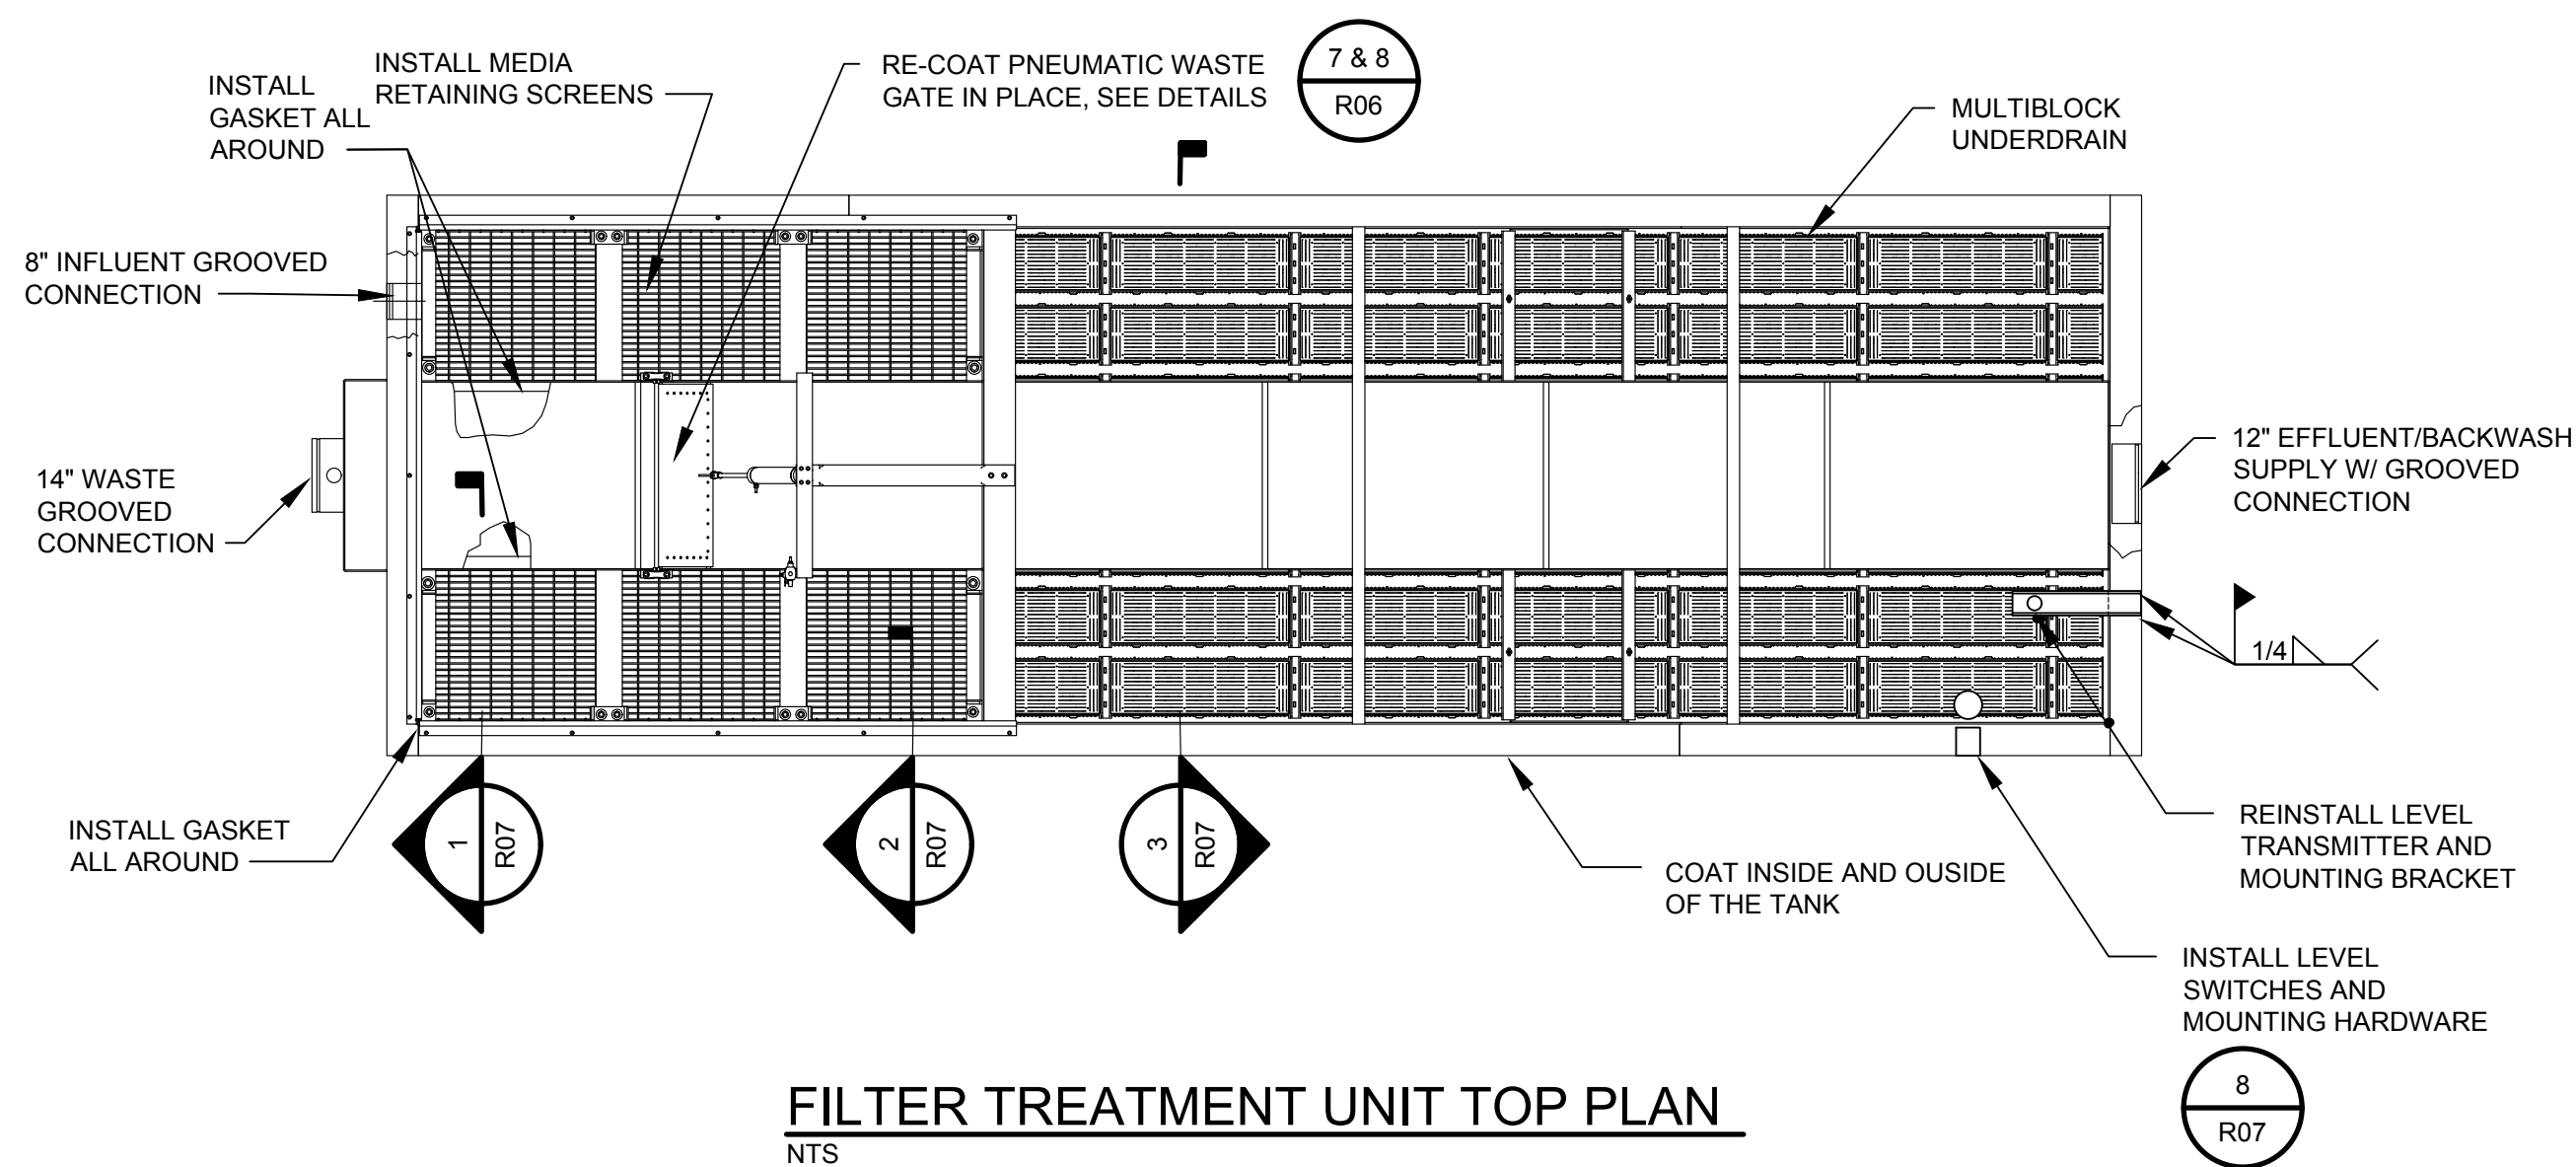 INSTALL
GASKET ALL
AROUND
INSTALL MEDIA
RETAINING SCREENS
RE-COAT PNEUMATIC WASTE
GATE IN PLACE, SEE DETAILS
7 & 8
R06
MULTIBLOCK
UNDERDRAIN
8" INFLUENT GROOVED
CONNECTION
14" WASTE
GROOVED
CONNECTION
12" EFFLUENT/BACKWASH
SUPPLY W/ GROOVED
CONNECTION
1/4
INSTALL GASKET
ALL AROUND
1
R07
2
R07
3
R07
COAT INSIDE AND OUSIDE
OF THE TANK
REINSTALL LEVEL
TRANSMITTER AND
MOUNTING BRACKET
INSTALL LEVEL
SWITCHES AND
MOUNTING HARDWARE
8
R07
FILTER TREATMENT UNIT TOP PLAN
NTS